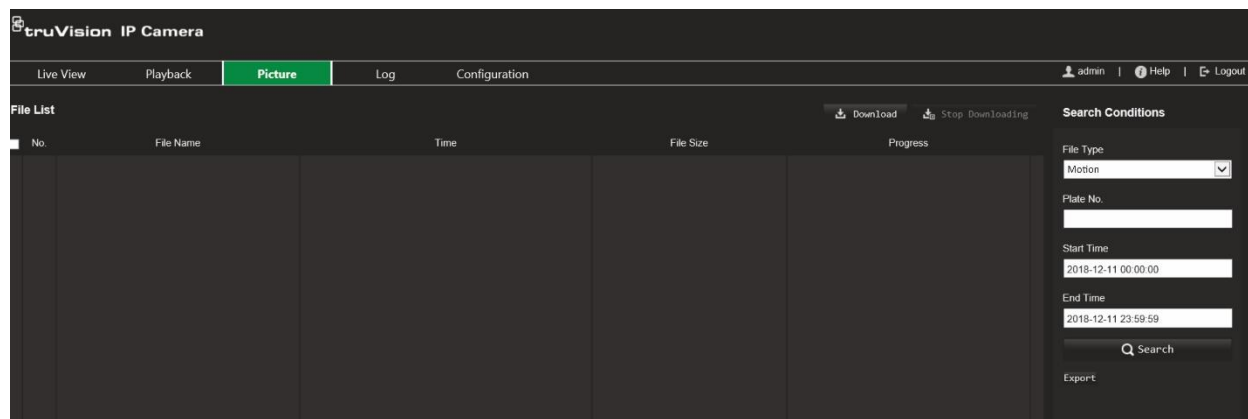 truVision IP Camera
Live View Playback Picture Log Configuration admin | Help | Logout
File List Download Stop Downloading Search Conditions
No. File Name Time File Size Progress
File Type
Motion
Plate No.
Start Time
2018-12-11 00:00:00
End Time
2018-12-11 23:59:59
Search
Export